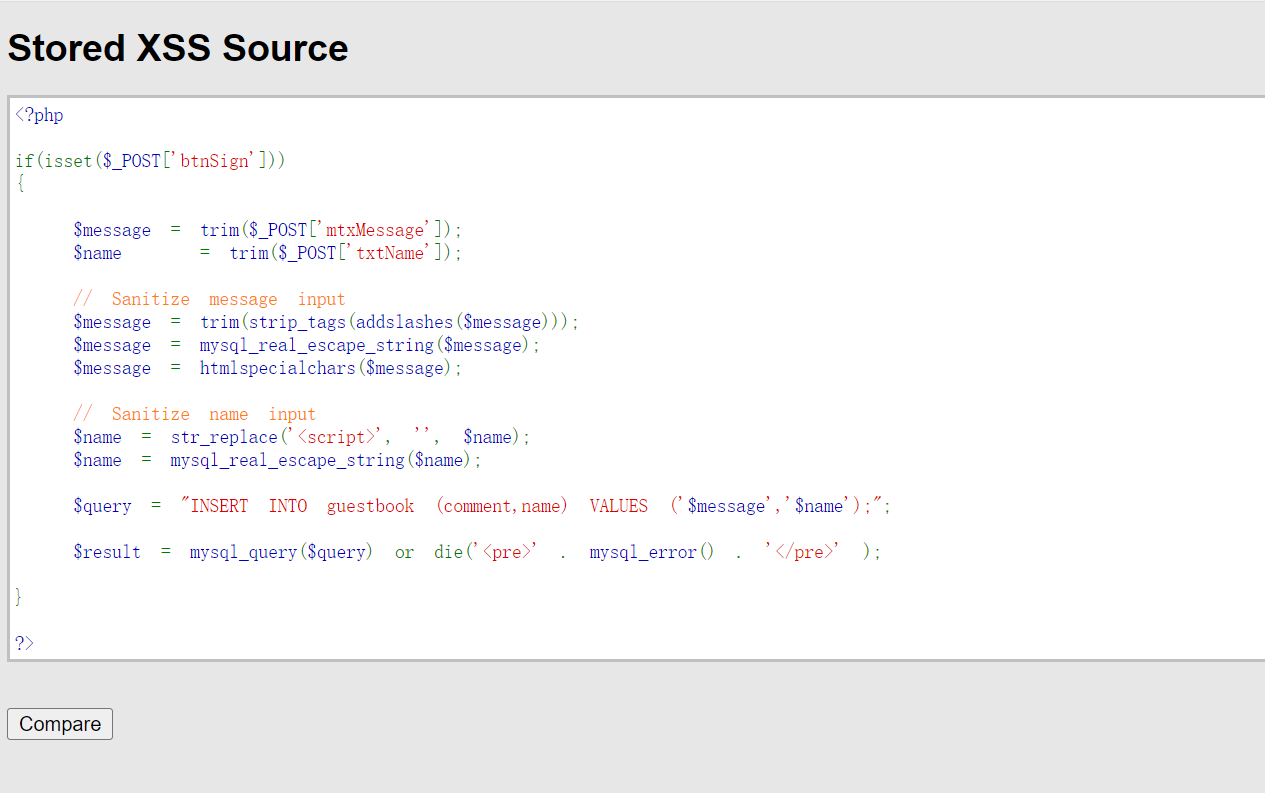 Stored XSS Source
<?php
if(isset($_POST['btnSign']))
{
$message = trim($_POST['mtxMessage']);
$name = trim($_POST['txtName']);
// Sanitize message input
$message = trim(strip_tags(addslashes($message)));
$message = mysql_real_escape_string($message);
$message = htmlspecialchars($message);
// Sanitize name input
$name = str_replace('<script>', '', $name);
$name = mysql_real_escape_string($name);
$query = "INSERT INTO guestbook (comment,name) VALUES ('$message','$name');";
$result = mysql_query($query) or die('<pre>' . mysql_error() . '</pre>' );
}
?>
Compare